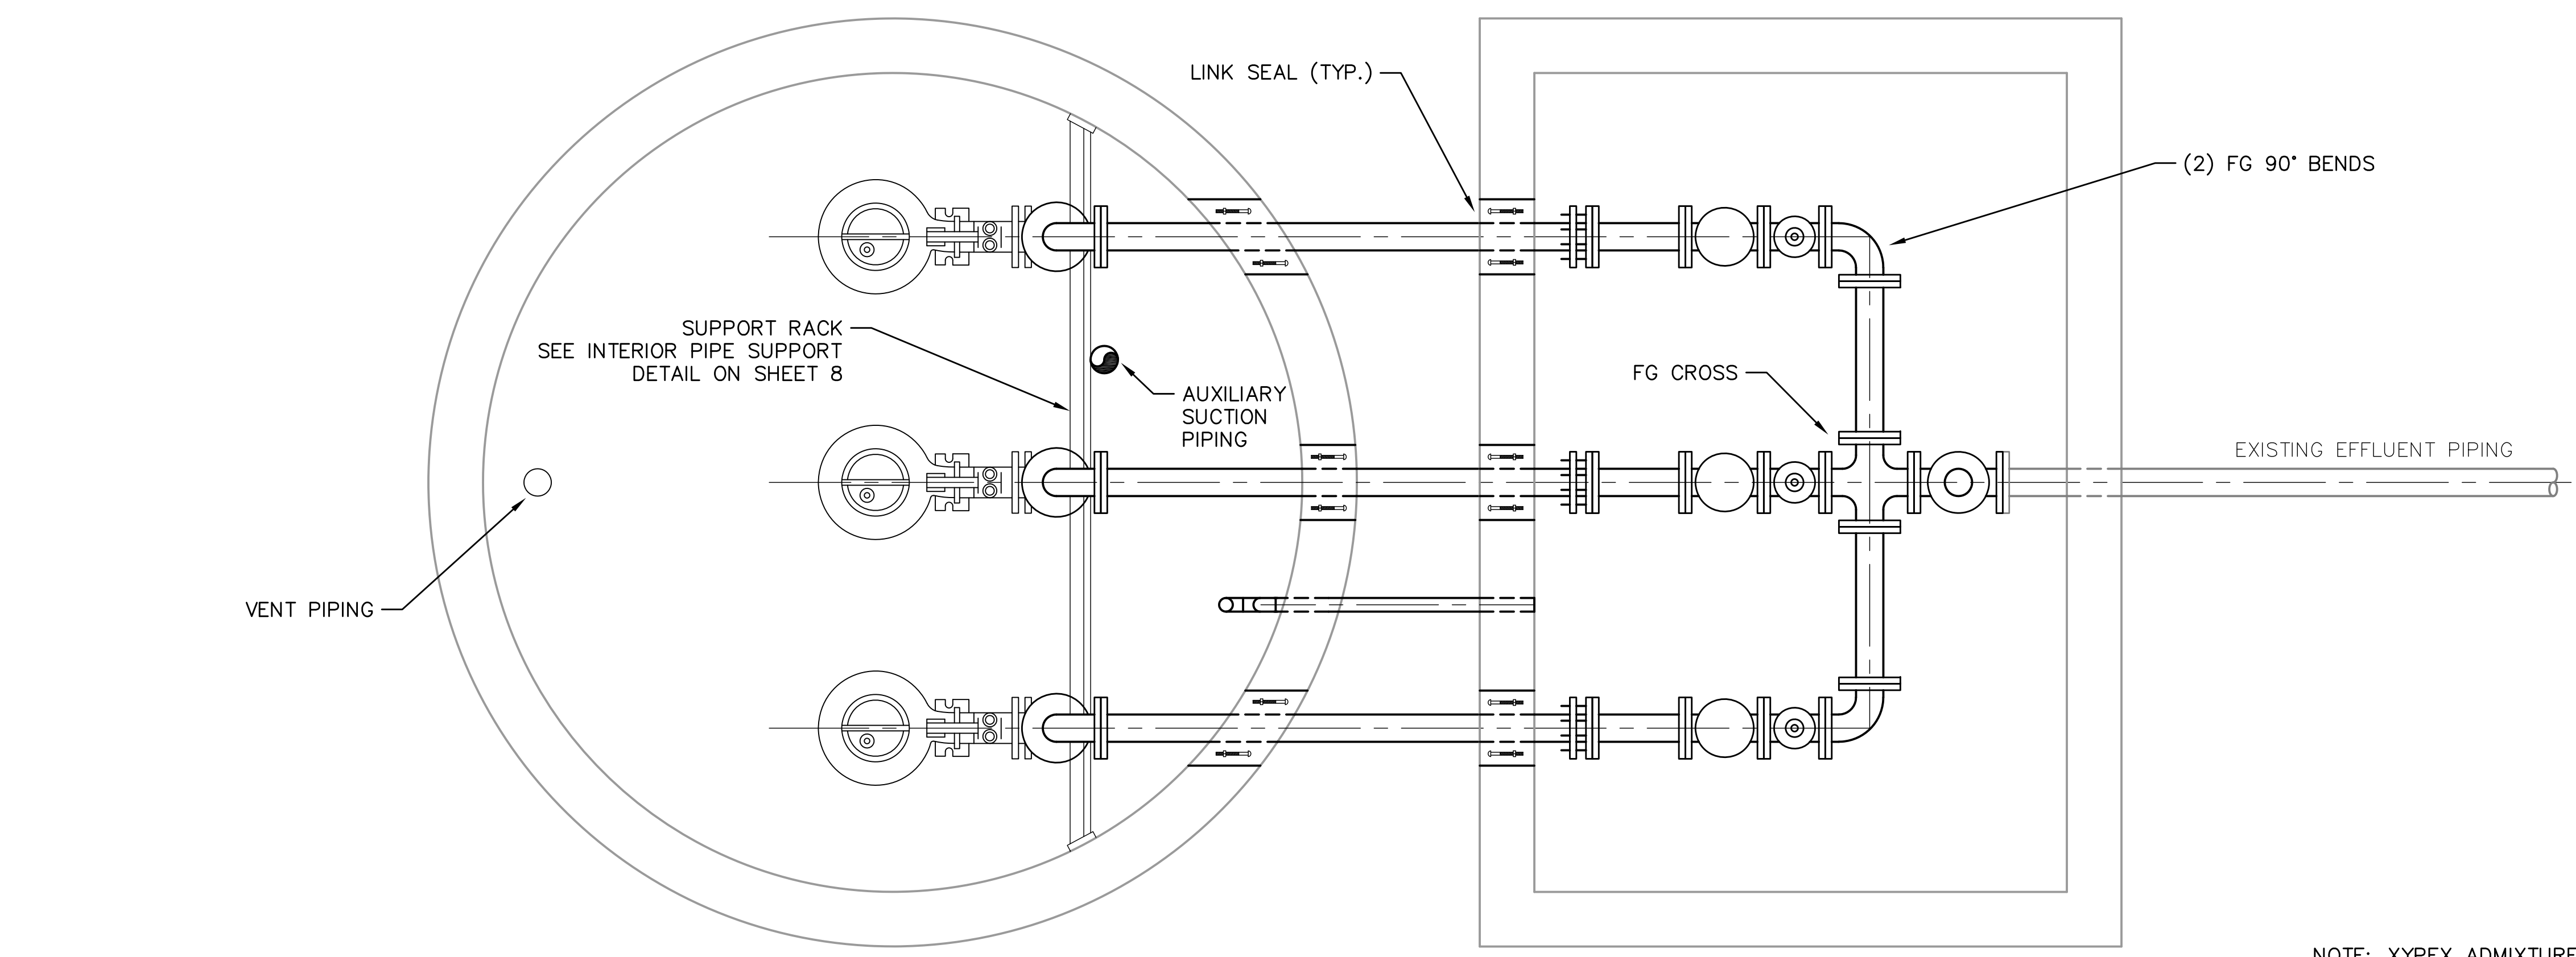 LINK SEAL (TYP.)
(2) FG 90° BENDS
SUPPORT RACK
SEE INTERIOR PIPE SUPPORT
DETAIL ON SHEET 8
AUXILIARY
SUCTION
PIPING
FG CROSS
EXISTING EFFLUENT PIPING
VENT PIPING
NOTE: XYPEX ADMIXTURE